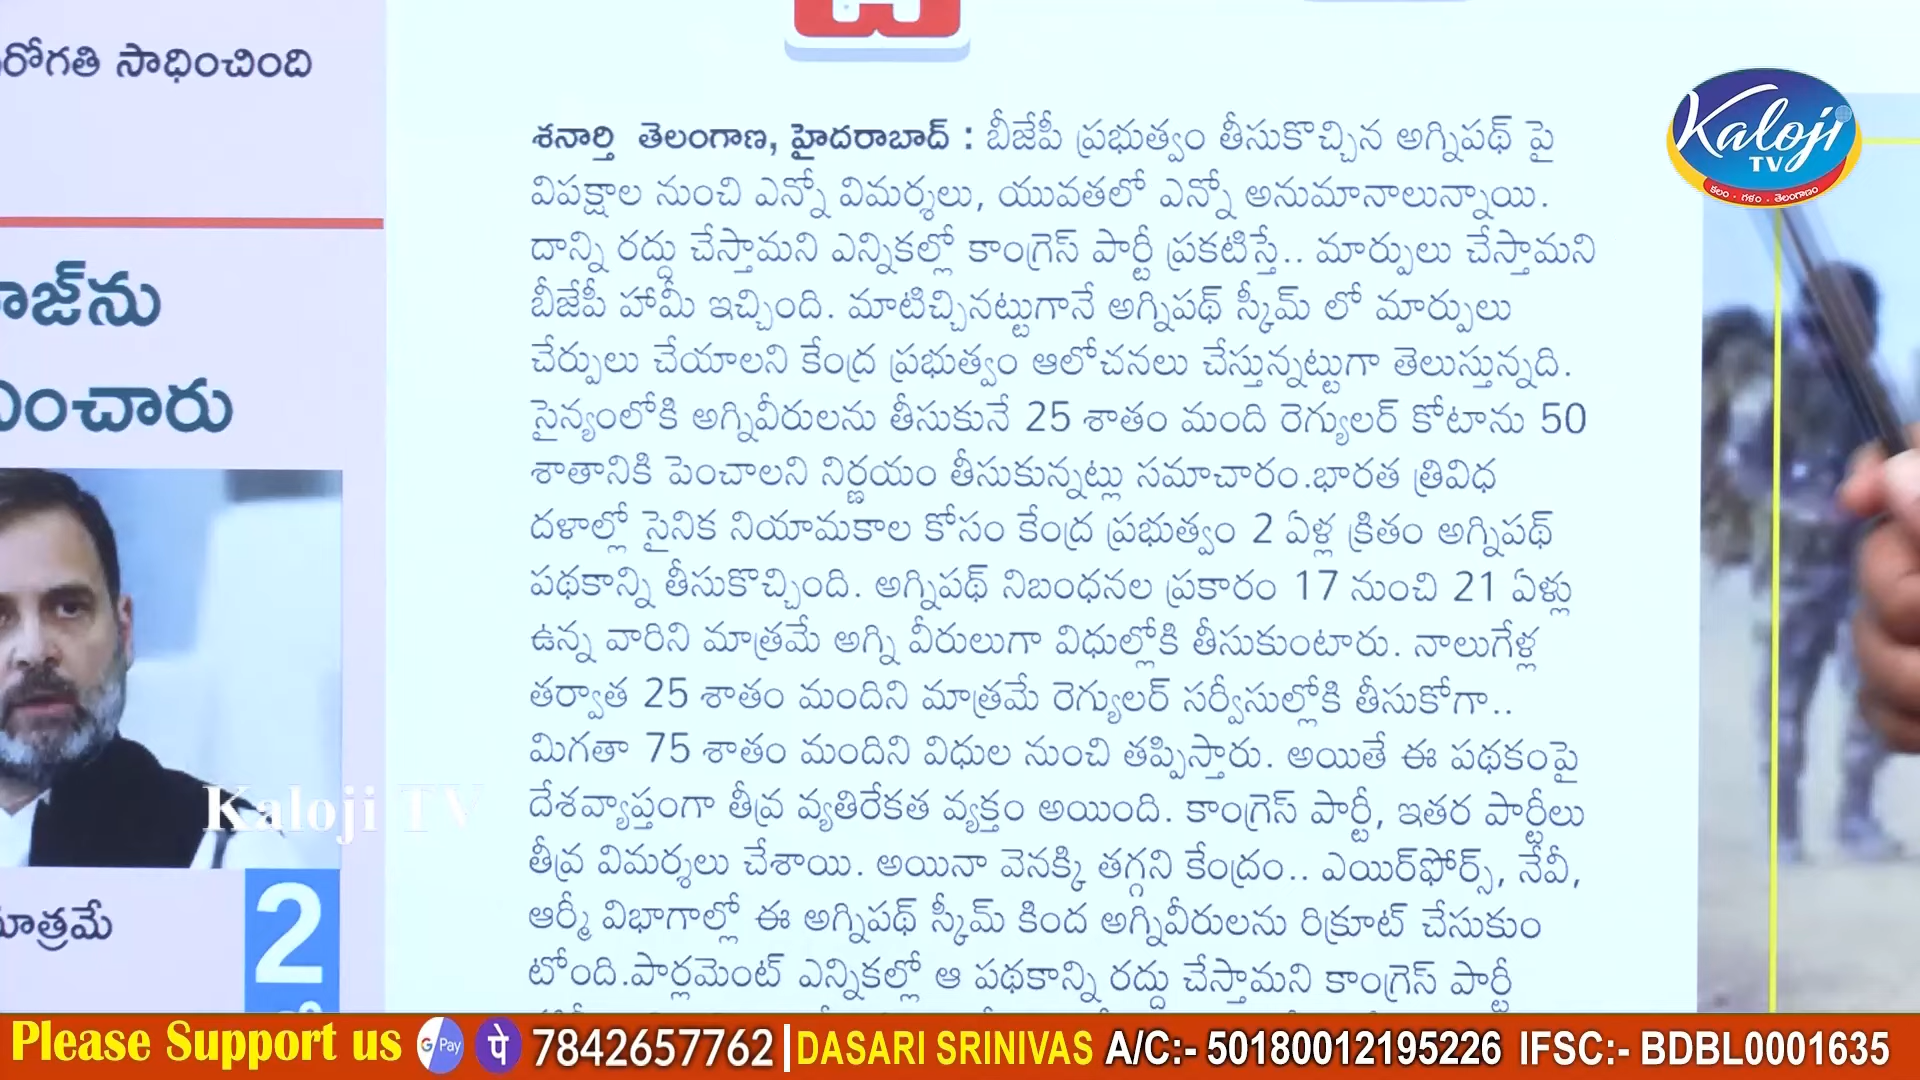 రోగతి సాధించింది
శనార్తి తెలంగాణ, హైదరాబాద్ : బీజేపీ ప్రభుత్వం తీసుకొచ్చిన అగ్నిపథ్ పై
విపక్షాల నుంచి ఎన్నో విమర్శలు, యువతలో ఎన్నో అనుమానాలున్నాయి.
దాన్ని రద్దు చేస్తామని ఎన్నికల్లో కాంగ్రెస్ పార్టీ ప్రకటిస్తే.. మార్పులు చేస్తామని
బీజేపీ హామీ ఇచ్చింది. మాటిచ్చినట్టుగానే అగ్నిపథ్ స్కీమ్ లో మార్పులు
చేర్పులు చేయాలని కేంద్ర ప్రభుత్వం ఆలోచనలు చేస్తున్నట్టుగా తెలుస్తున్నది.
సైన్యంలోకి అగ్నివీరులను తీసుకునే 25 శాతం మంది రెగ్యులర్ కోటాను 50
శాతానికి పెంచాలని నిర్ణయం తీసుకున్నట్లు సమాచారం.భారత త్రివిధ
దళాల్లో సైనిక నియామకాల కోసం కేంద్ర ప్రభుత్వం 2 ఏళ్ల క్రితం అగ్నిపథ్
పథకాన్ని తీసుకొచ్చింది. అగ్నిపథ్ నిబంధనల ప్రకారం 17 నుంచి 21 ఏళ్లు
ఉన్న వారిని మాత్రమే అగ్ని వీరులుగా విధుల్లోకి తీసుకుంటారు. నాలుగేళ్ల
తర్వాత 25 శాతం మందిని మాత్రమే రెగ్యులర్ సర్వీసుల్లోకి తీసుకోగా..
మిగతా 75 శాతం మందిని విధుల నుంచి తప్పిస్తారు. అయితే ఈ పథకంపై
దేశవ్యాప్తంగా తీవ్ర వ్యతిరేకత వ్యక్తం అయింది. కాంగ్రెస్ పార్టీ, ఇతర పార్టీలు
తీవ్ర విమర్శలు చేశాయి. అయినా వెనక్కి తగ్గని కేంద్రం.. ఎయిర్‌ఫోర్స్, నేవీ,
ఆర్మీ విభాగాల్లో ఈ అగ్నిపథ్ స్కీమ్ కింద అగ్నివీరులను రిక్రూట్ చేసుకుం
టోంది.పార్లమెంట్ ఎన్నికల్లో ఆ పథకాన్ని రద్దు చేస్తామని కాంగ్రెస్ పార్టీ
ాజ్‌ను
ించారు
మాత్రమే
2
Kaloji TV
Kaloji
TV
కలం - గళం - తెలంగాణం
Please Support us G Pay పే 7842657762 | DASARI SRINIVAS A/C:- 50180012195226 IFSC:- BDBL0001635